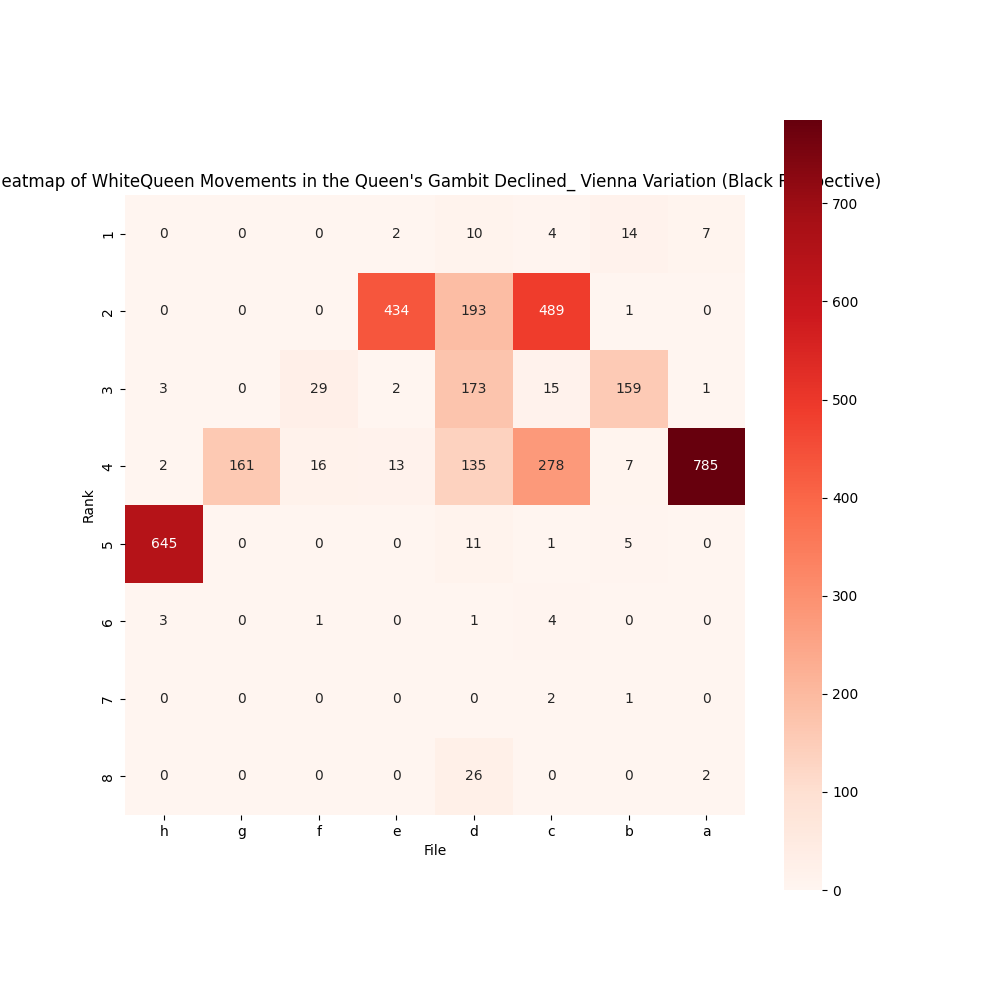 eatmap of WhiteQueen Movements in the Queen's Gambit Declined_ Vienna Variation (Black
1 0 0 0 2 10 4 14 7
2 0 0 0 434 193 489 1 0
3 3 0 29 2 173 15 159 1
4 2 161 16 13 135 278 7 785
Rank
5 645 0 0 0 11 1 5 0
6 3 0 1 0 1 4 0 0
7 0 0 0 0 0 2 1 0
8 0 0 0 0 26 0 0 2
h g f e d c b a
File
700
600
500
400
300
200
100
0